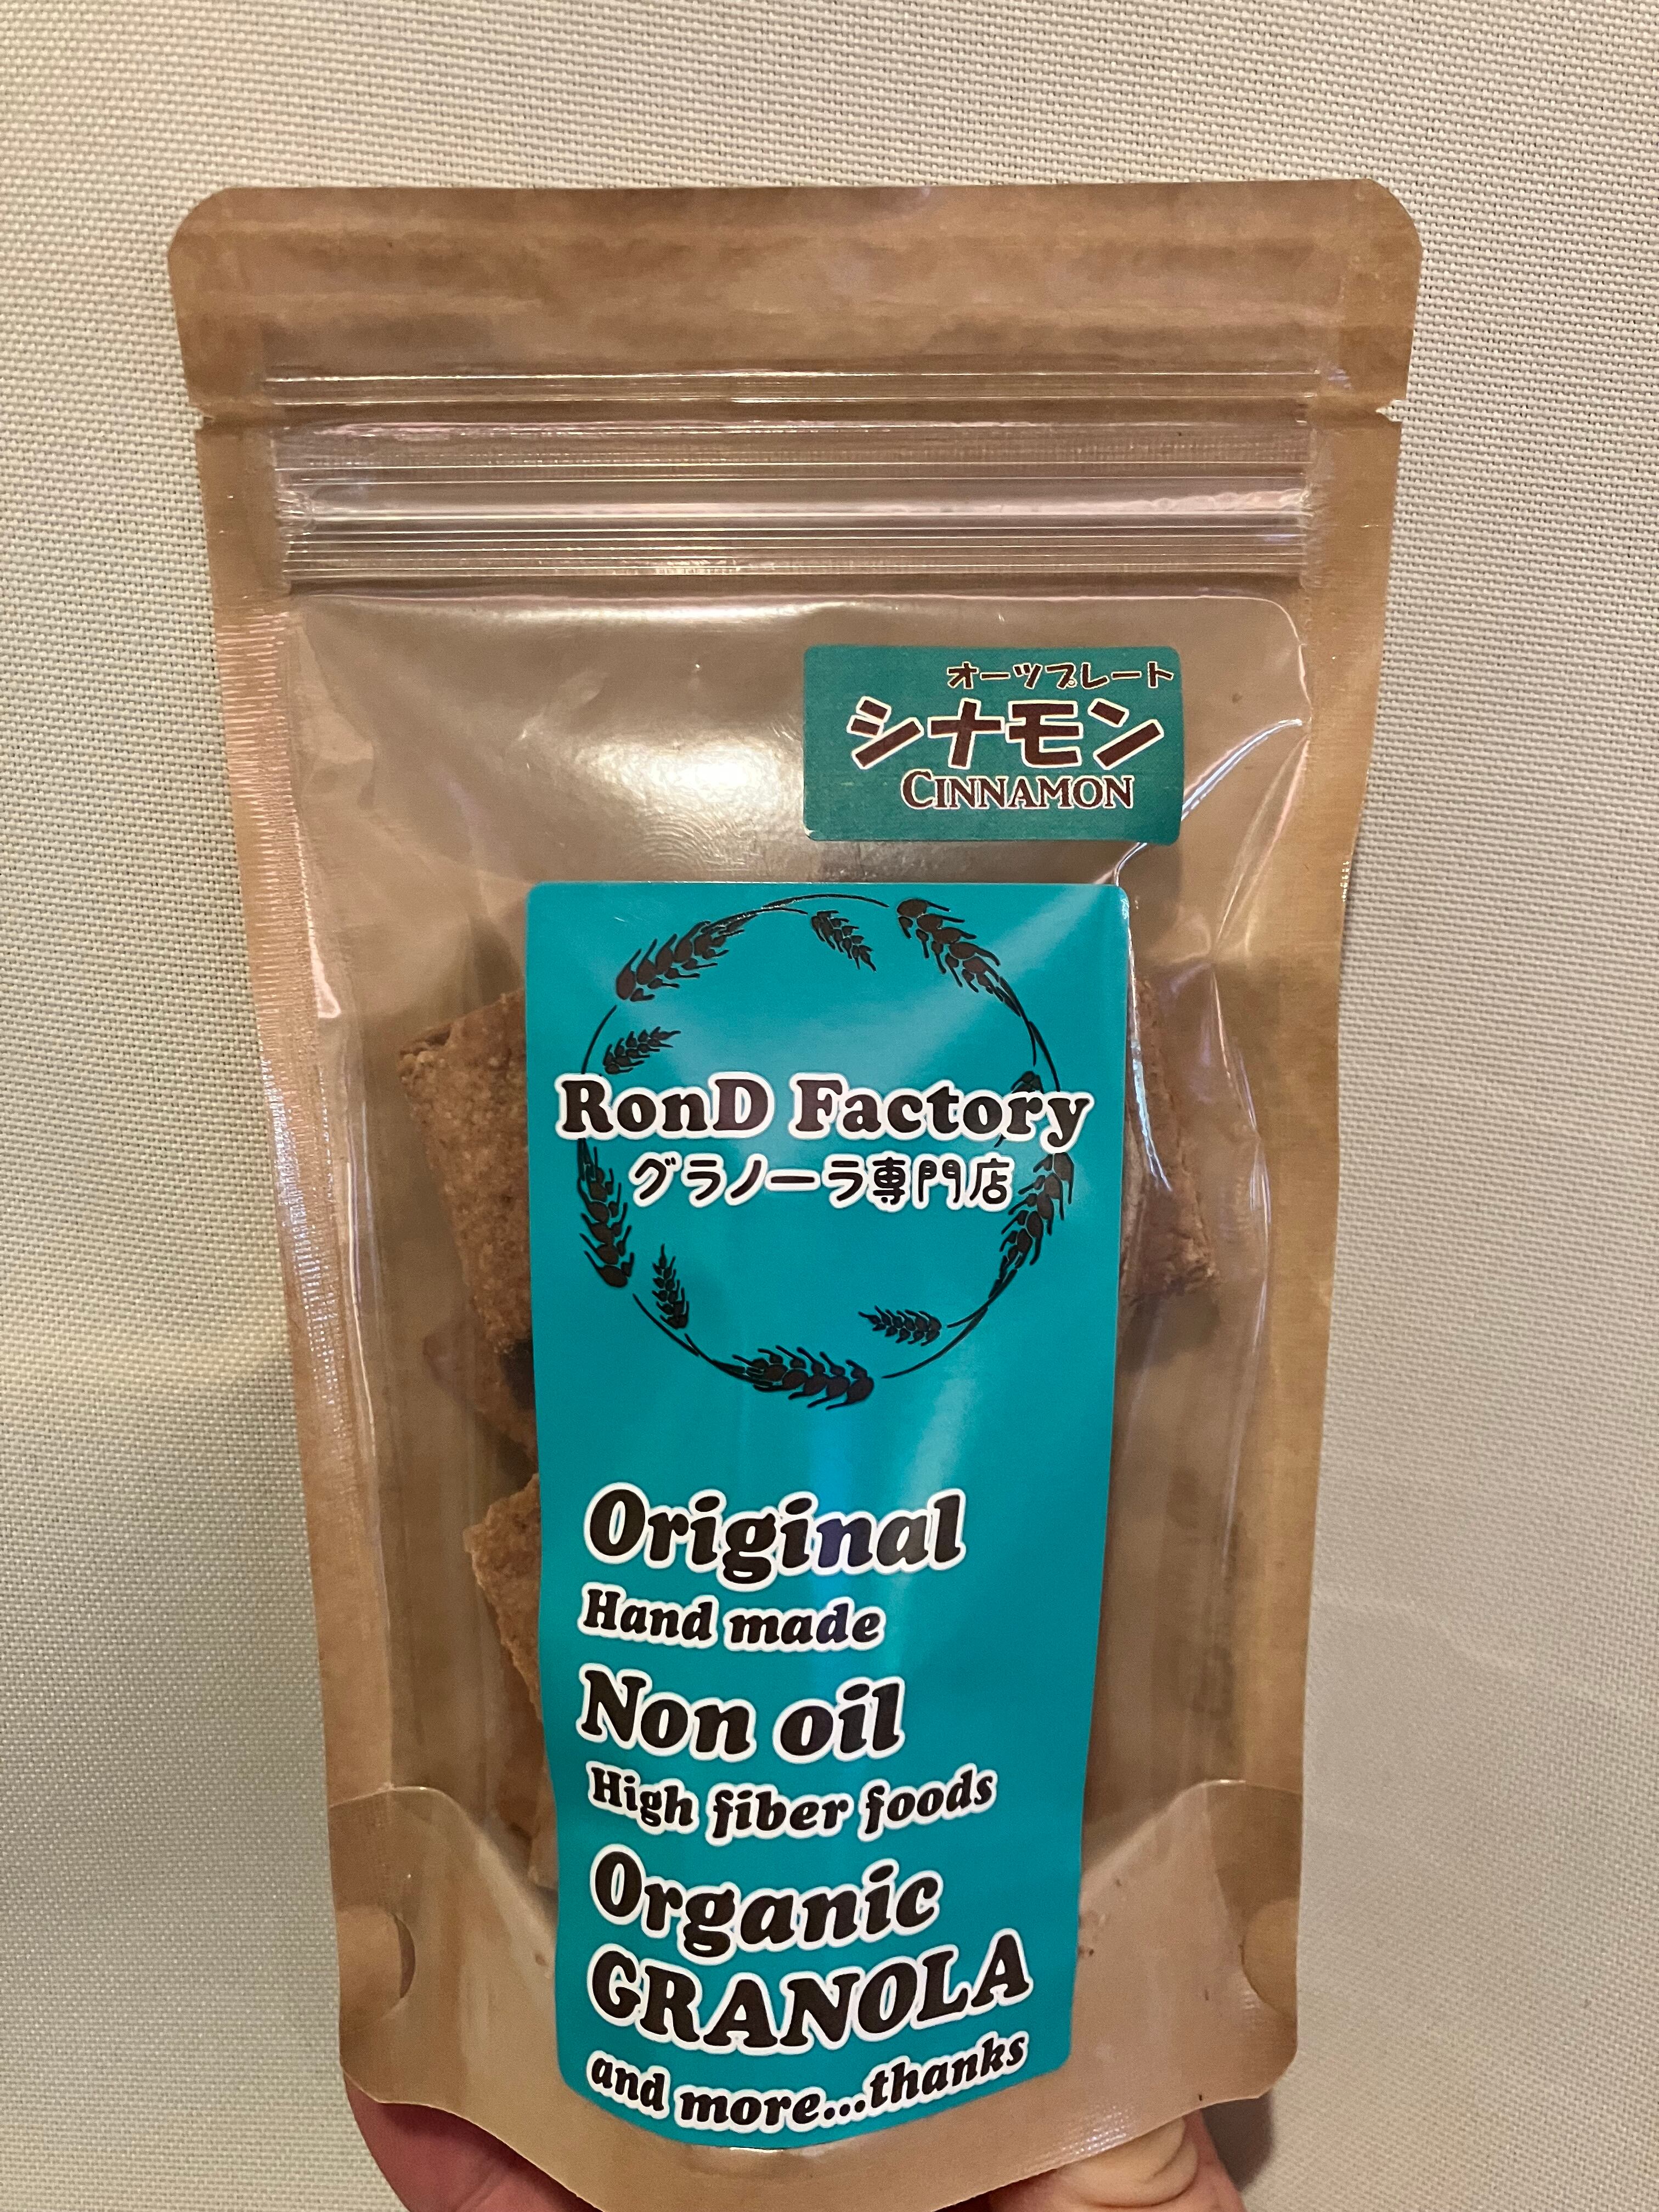 オーツプレート
シナモン
CINNAMON
RonD Factory
グラノーラ専門店
Original
Hand made
Non oil
High fiber foods
Organic
GRANOLA
and more...thanks